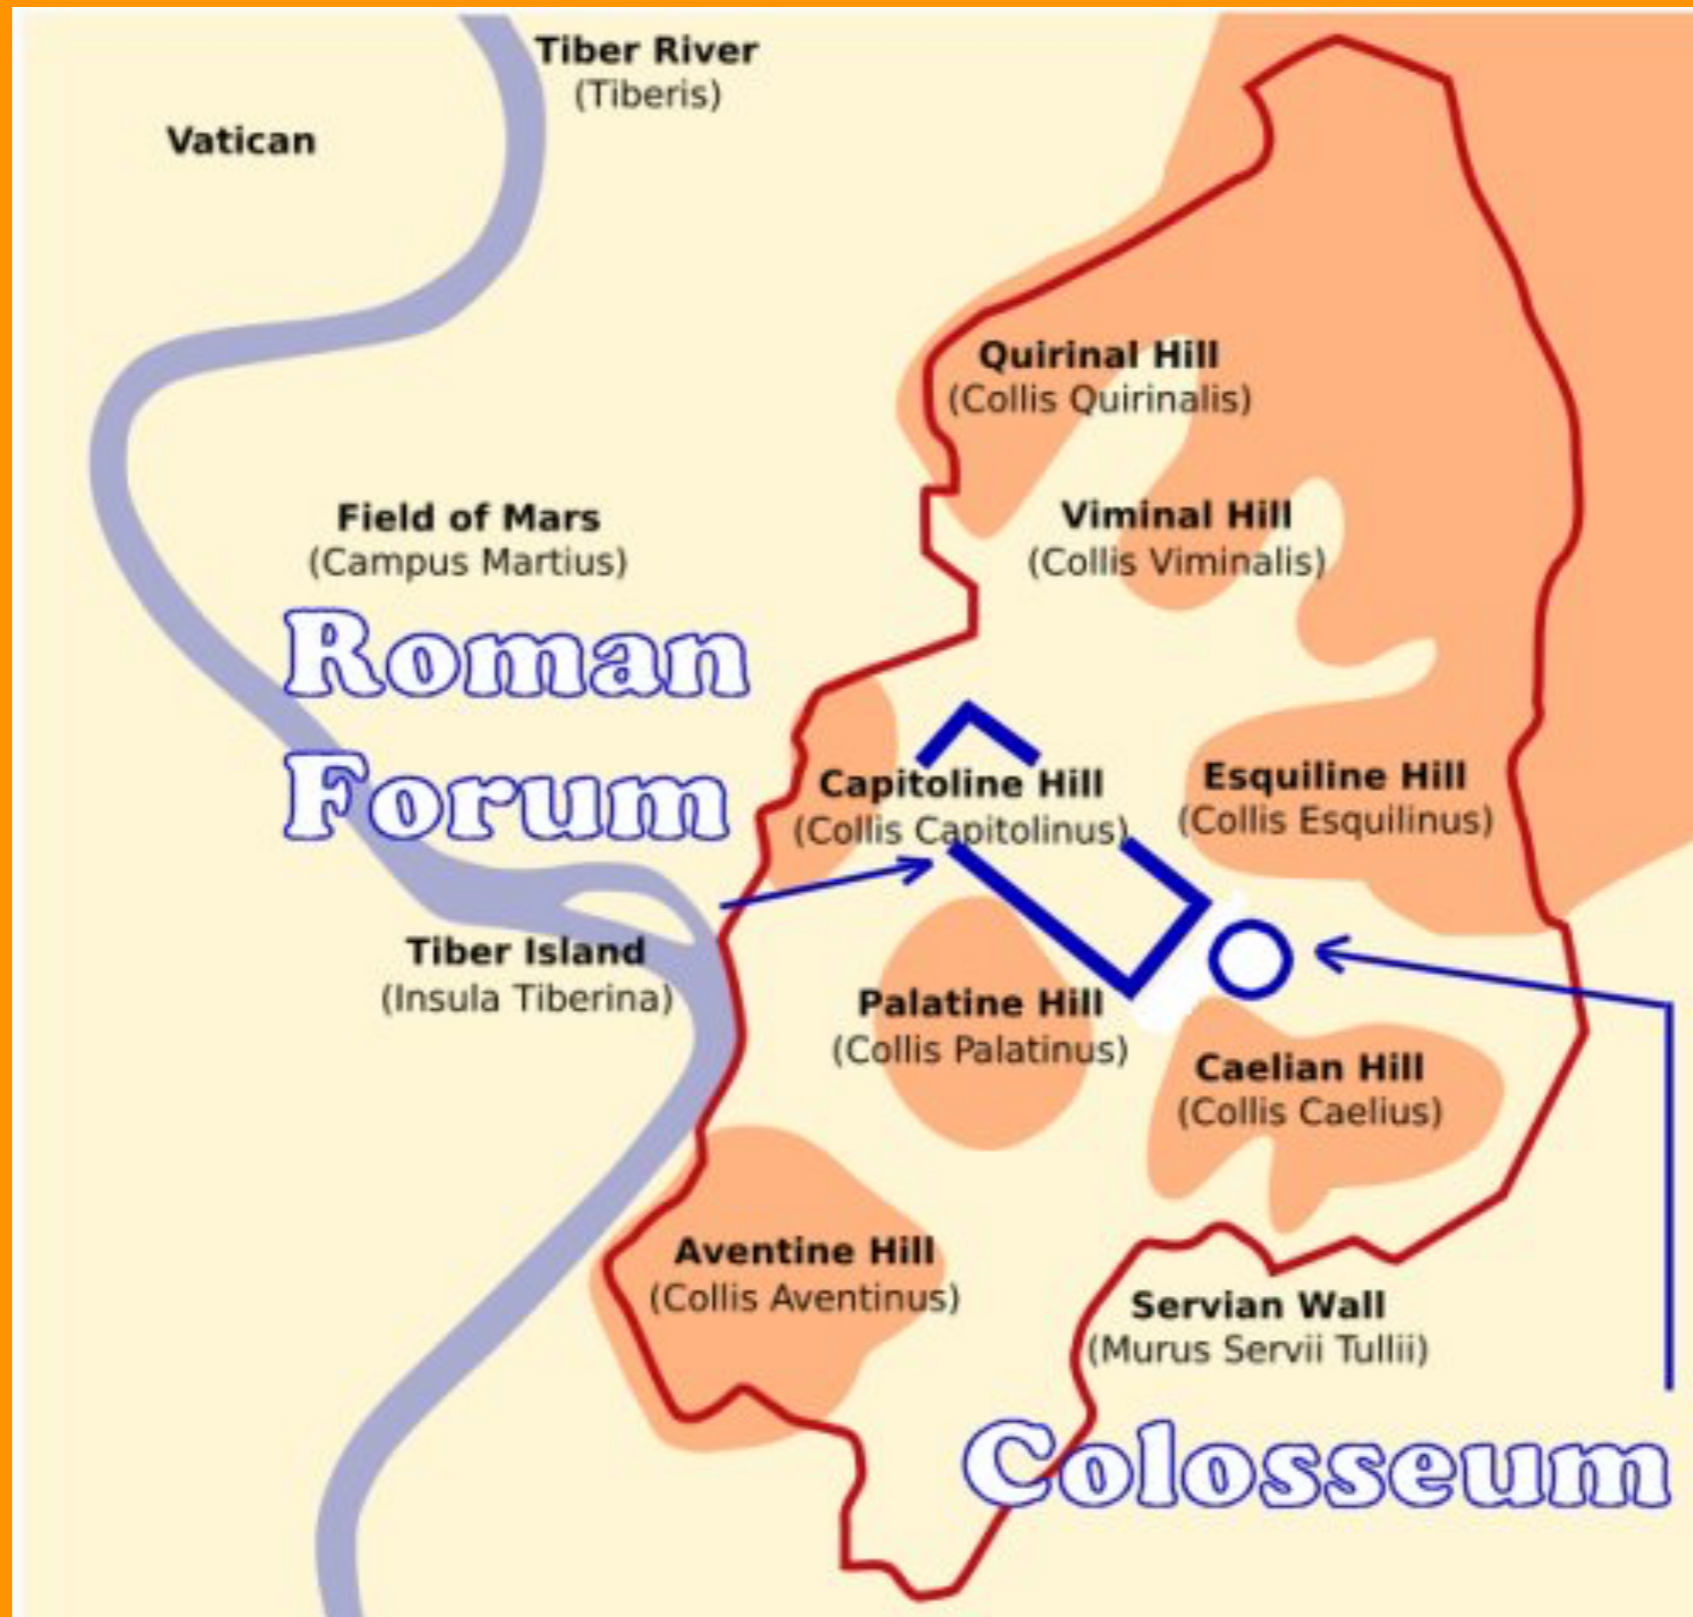 Tiber River
(Tiberis)
Vatican
Quirinal Hill
(Collis Quirinalis)
Field of Mars
(Campus Martius)
Viminal Hill
(Collis Viminalis)
Roman
Forum
Capitoline Hill
(Collis Capitolinus)
Esquiline Hill
(Collis Esquilinus)
Tiber Island
(Insula Tiberina)
Palatine Hill
(Collis Palatinus)
Caelian Hill
(Collis Caelius)
Aventine Hill
(Collis Aventinus)
Servian Wall
(Murus Servii Tullii)
Colosseum